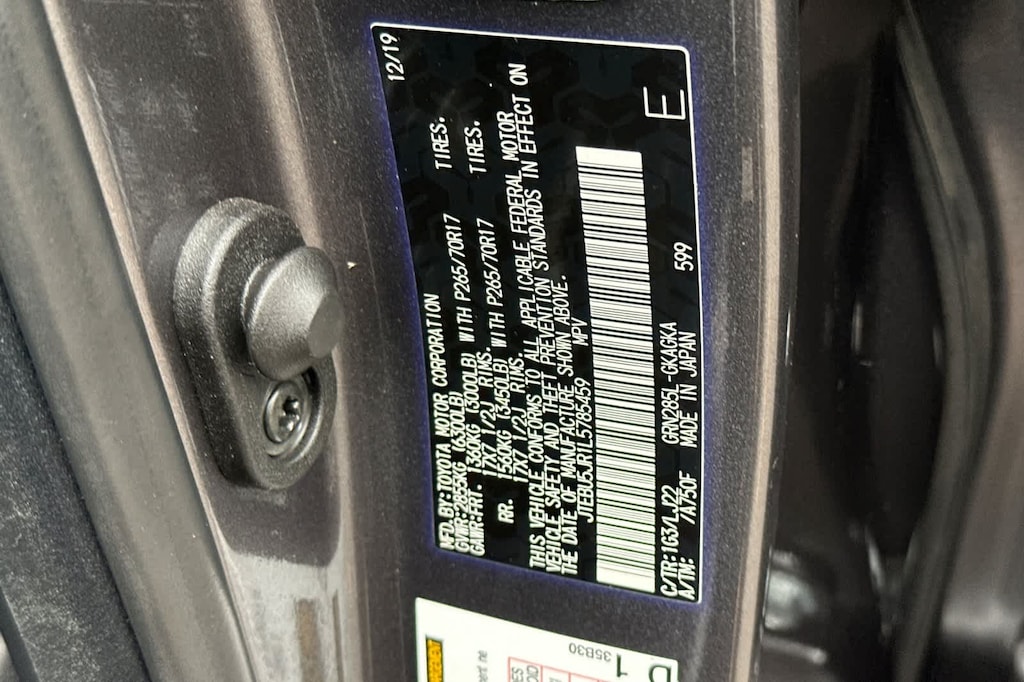 12/19
MFD.BY:TOYOTA MOTOR CORPORATION
GVWR:2855KG (6300LB)
GAWR:FRT. 1360KG (3000LB) WITH P265/70R17 TIRES.
17X7 1/2J RIMS.
RR. 1560KG (3450LB) WITH P265/70R17 TIRES.
17X7 1/2J RIMS.
THIS VEHICLE CONFORMS TO ALL APPLICABLE FEDERAL MOTOR
VEHICLE SAFETY AND THEFT PREVENTION STANDARDS IN EFFECT ON
THE DATE OF MANUFACTURE SHOWN ABOVE.
JTEBU5JR1L5785459 MPV
E
C/TR:1G3/LJ22 GRN285L-GKAGKA 599
A/TM: /A750F MADE IN JAPAN
35B30